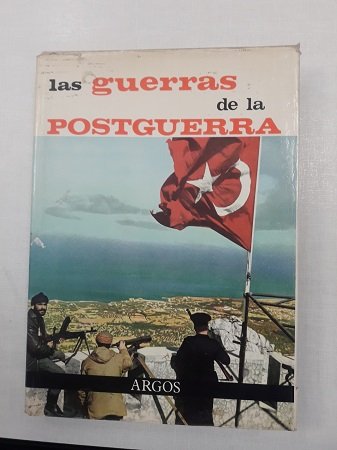 las guerras
de la
POSTGUERRA
ARGOS